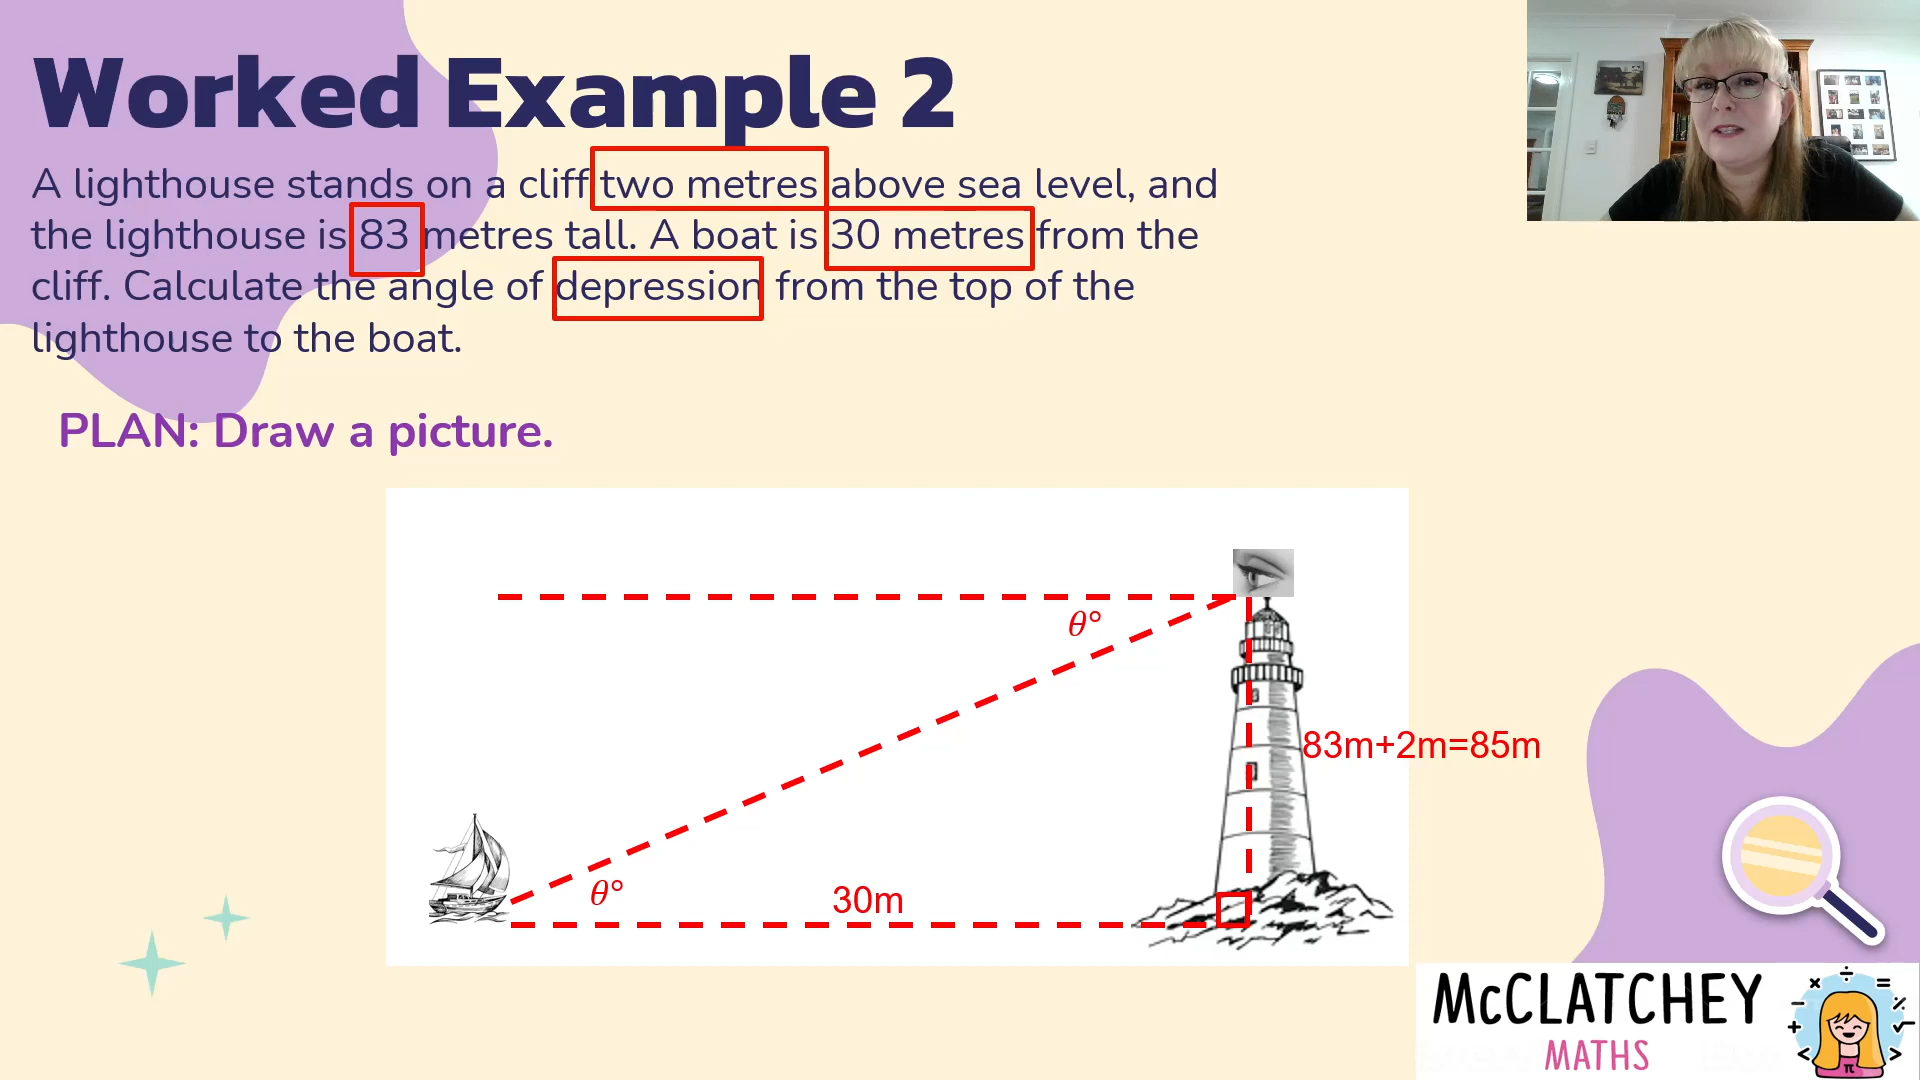 Worked Example 2
A lighthouse stands on a cliff two metres above sea level, and
the lighthouse is 83 metres tall. A boat is 30 metres from the
cliff. Calculate the angle of depression from the top of the
lighthouse to the boat.
PLAN: Draw a picture.
θ°
83m+2m=85m
θ°
30m
McCLATCHEY
MATHS
× ÷ =
− %
+ √
< π >